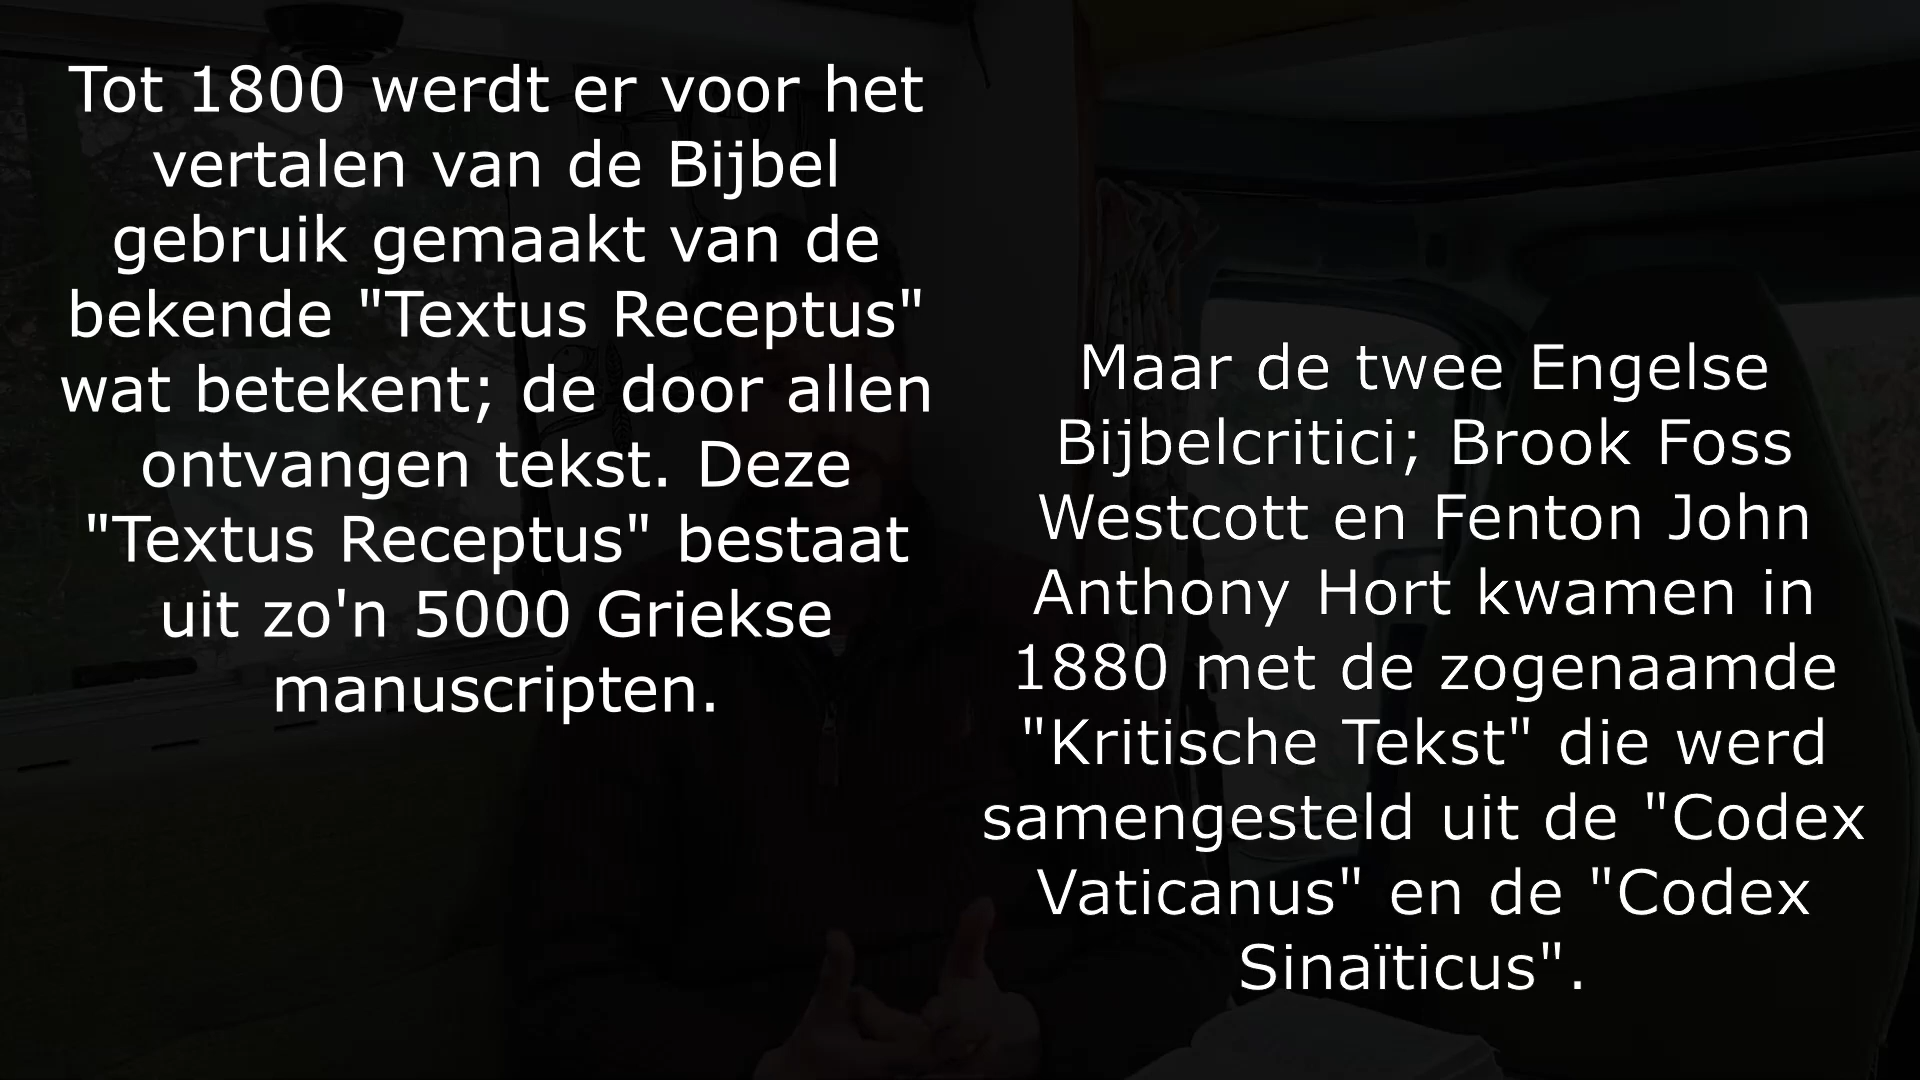 Tot 1800 werdt er voor het
vertalen van de Bijbel
gebruik gemaakt van de
bekende "Textus Receptus"
wat betekent; de door allen
ontvangen tekst. Deze
"Textus Receptus" bestaat
uit zo'n 5000 Griekse
manuscripten.
Maar de twee Engelse
Bijbelcritici; Brook Foss
Westcott en Fenton John
Anthony Hort kwamen in
1880 met de zogenaamde
"Kritische Tekst" die werd
samengesteld uit de "Codex
Vaticanus" en de "Codex
Sinaïticus".